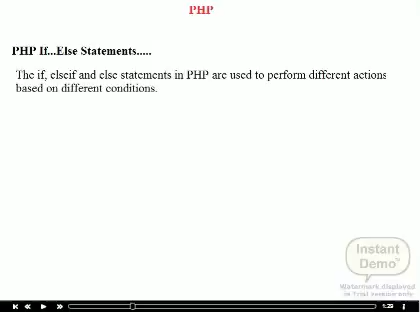 PHP
PHP If...Else Statements.....
The if, elseif and else statements in PHP are used to perform different actions
based on different conditions.
Instant
Demo
Watermark displayed
in Trial version only
1:29